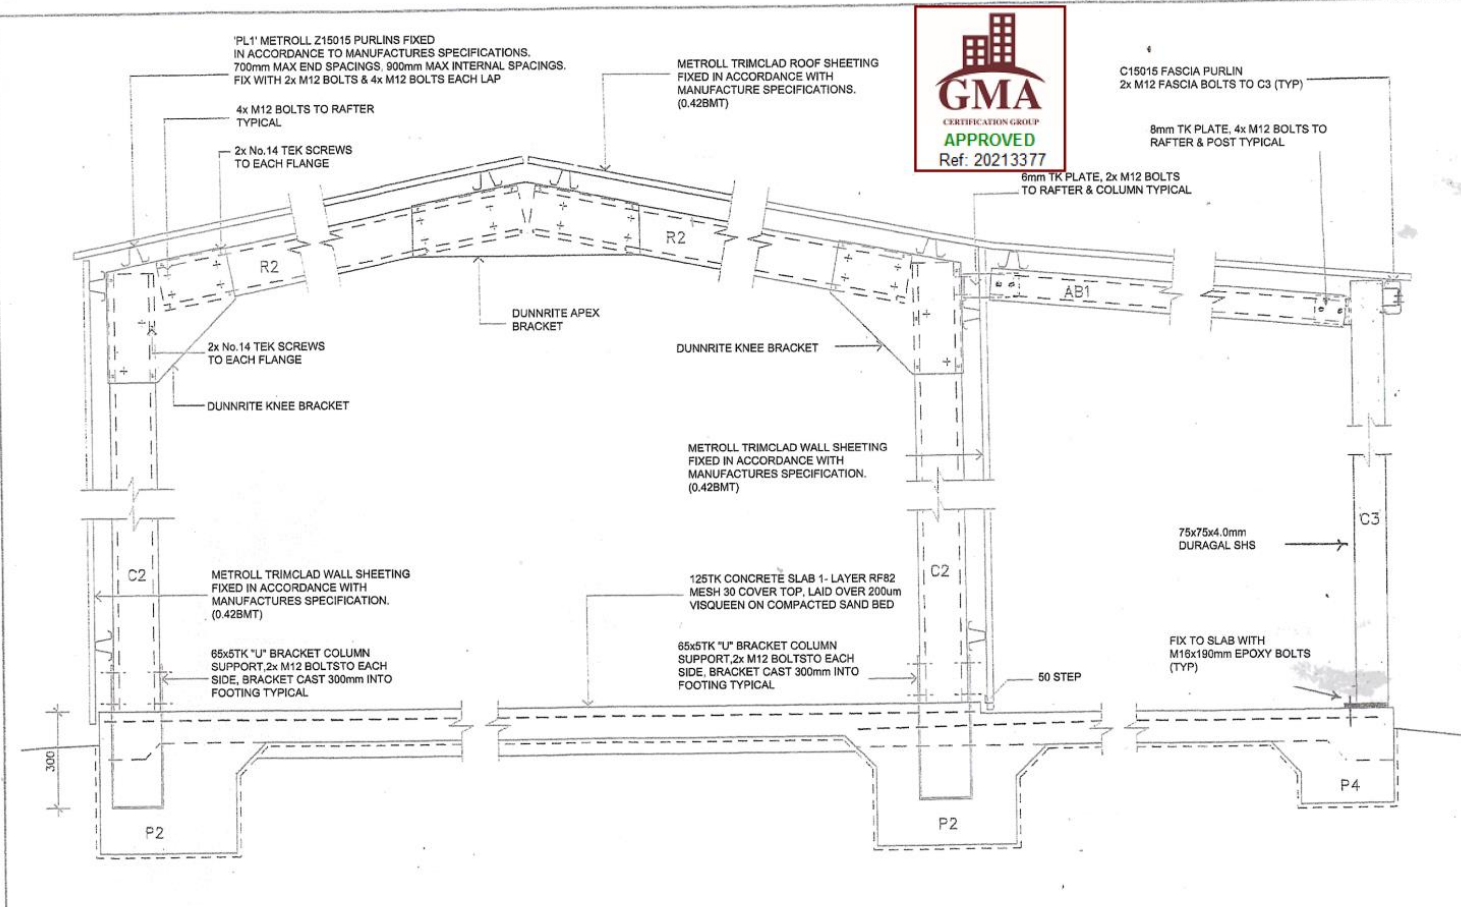 'PL1' METROLL Z15015 PURLINS FIXED
IN ACCORDANCE TO MANUFACTURES SPECIFICATIONS.
700mm MAX END SPACINGS, 900mm MAX INTERNAL SPACINGS.
FIX WITH 2x M12 BOLTS & 4x M12 BOLTS EACH LAP
4x M12 BOLTS TO RAFTER
TYPICAL
2x No.14 TEK SCREWS
TO EACH FLANGE
METROLL TRIMCLAD ROOF SHEETING
FIXED IN ACCORDANCE WITH
MANUFACTURE SPECIFICATIONS.
(0.42BMT)
GMA
CERTIFICATION GROUP
APPROVED
Ref: 20213377
C15015 FASCIA PURLIN
2x M12 FASCIA BOLTS TO C3 (TYP)
8mm TK PLATE, 4x M12 BOLTS TO
RAFTER & POST TYPICAL
6mm TK PLATE, 2x M12 BOLTS
TO RAFTER & COLUMN TYPICAL
R2
R2
AB1
DUNNRITE APEX
BRACKET
2x No.14 TEK SCREWS
TO EACH FLANGE
DUNNRITE KNEE BRACKET
DUNNRITE KNEE BRACKET
METROLL TRIMCLAD WALL SHEETING
FIXED IN ACCORDANCE WITH
MANUFACTURES SPECIFICATION.
(0.42BMT)
C3
75x75x4.0mm
DURAGAL SHS
C2
METROLL TRIMCLAD WALL SHEETING
FIXED IN ACCORDANCE WITH
MANUFACTURES SPECIFICATION.
(0.42BMT)
125TK CONCRETE SLAB 1- LAYER RF82
MESH 30 COVER TOP, LAID OVER 200um
VISQUEEN ON COMPACTED SAND BED
C2
65x5TK "U" BRACKET COLUMN
SUPPORT,2x M12 BOLTSTO EACH
SIDE, BRACKET CAST 300mm INTO
FOOTING TYPICAL
65x5TK "U" BRACKET COLUMN
SUPPORT,2x M12 BOLTSTO EACH
SIDE, BRACKET CAST 300mm INTO
FOOTING TYPICAL
50 STEP
FIX TO SLAB WITH
M16x190mm EPOXY BOLTS
(TYP)
300
P2
P2
P4